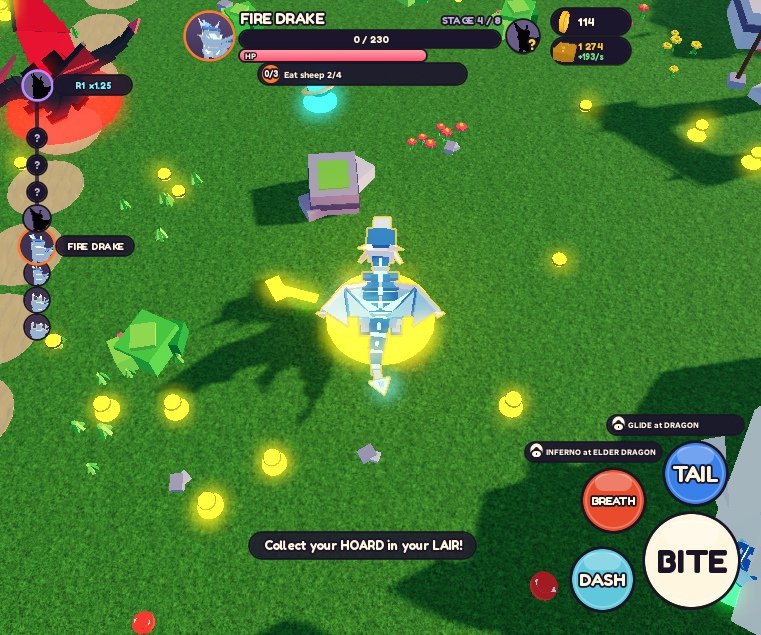 FIRE DRAKE
STAGE 4 / 8
0 / 230
HP
0/3 Eat sheep 2/4
?
114
1 274
+193/s
R1 x1.25
?
?
?
FIRE DRAKE
GLIDE at DRAGON
INFERNO at ELDER DRAGON
TAIL
BREATH
BITE
DASH
Collect your HOARD in your LAIR!